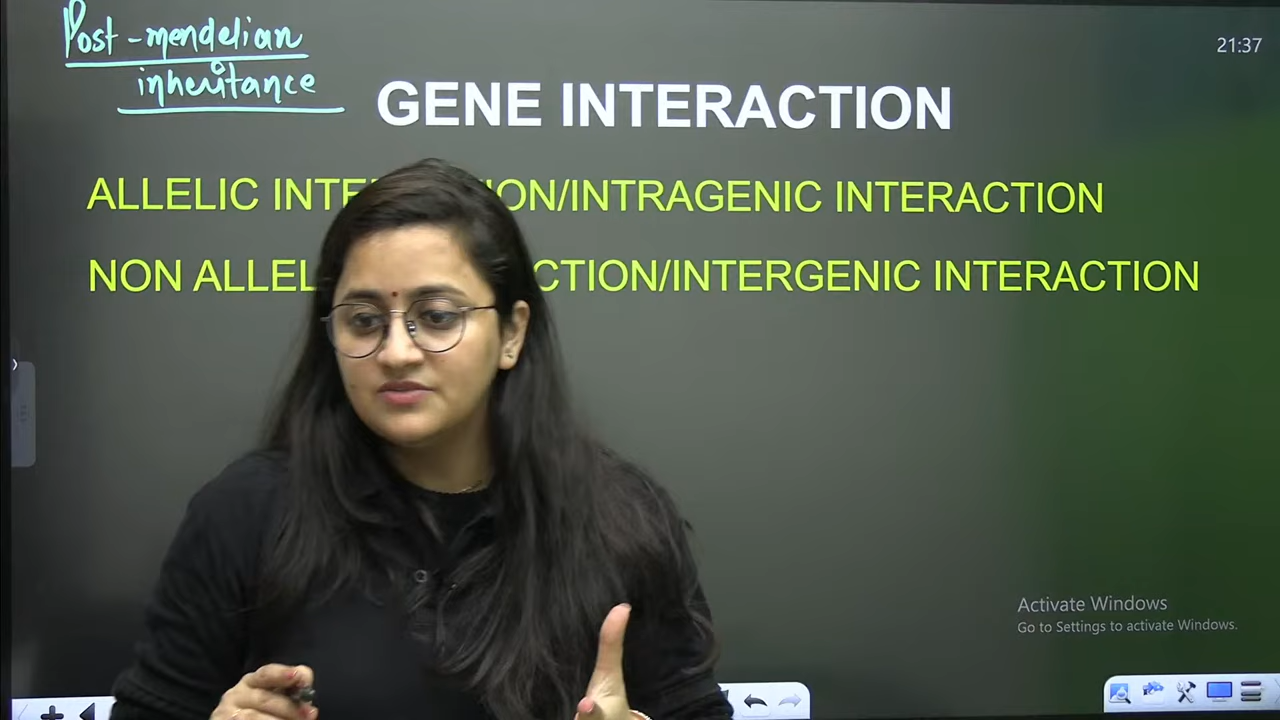 Post-mendelian
inheritance
21:37
GENE INTERACTION
ALLELIC INTE ION/INTRAGENIC INTERACTION
NON ALLEL CTION/INTERGENIC INTERACTION
Activate Windows
Go to Settings to activate Windows.